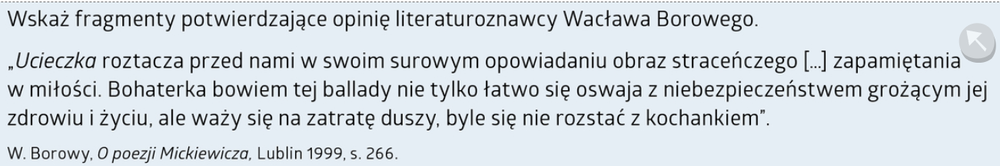 Wskaż fragmenty potwierdzające opinię literaturoznawcy Wacława Borowego.
„Ucieczka roztacza przed nami w swoim surowym opowiadaniu obraz straceńczego [...] zapamiętania
w miłości. Bohaterka bowiem tej ballady nie tylko łatwo się oswaja z niebezpieczeństwem grożącym jej
zdrowiu i życiu, ale waży się na zatratę duszy, byle się nie rozstać z kochankiem”.
W. Borowy, O poezji Mickiewicza, Lublin 1999, s. 266.